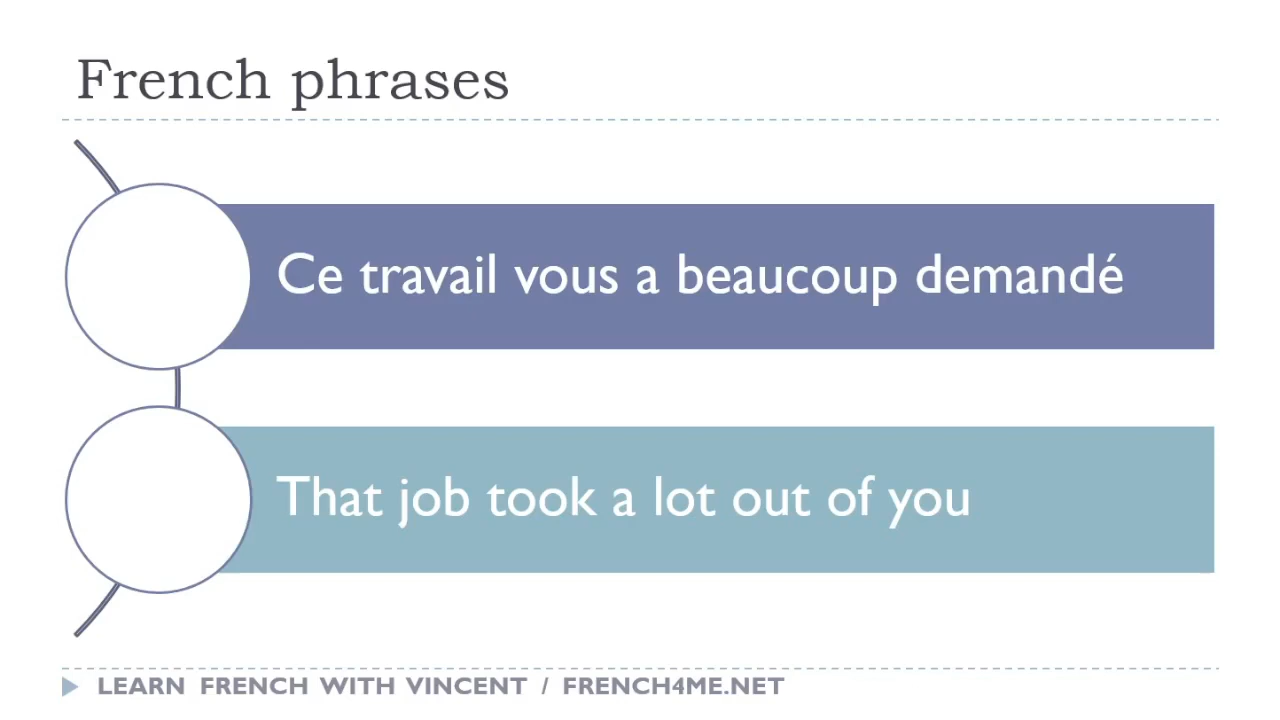 French phrases
Ce travail vous a beaucoup demandé
That job took a lot out of you
LEARN FRENCH WITH VINCENT / FRENCH4ME.NET